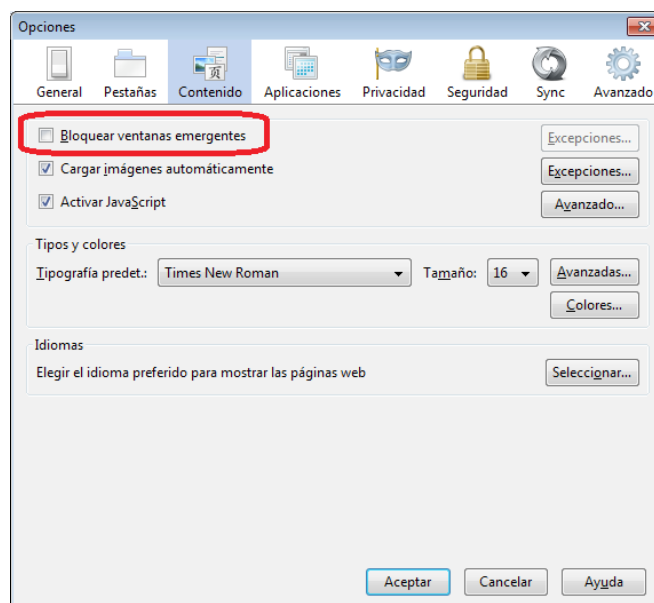 Opciones
General Pestañas Contenido Aplicaciones Privacidad Seguridad Sync Avanzado
Bloquear ventanas emergentes Excepciones...
Cargar imágenes automáticamente Excepciones...
Activar JavaScript Avanzado...
Tipos y colores
Tipografía predet.: Times New Roman Tamaño: 16 Avanzadas...
Colores...
Idiomas
Elegir el idioma preferido para mostrar las páginas web Seleccionar...
Aceptar Cancelar Ayuda